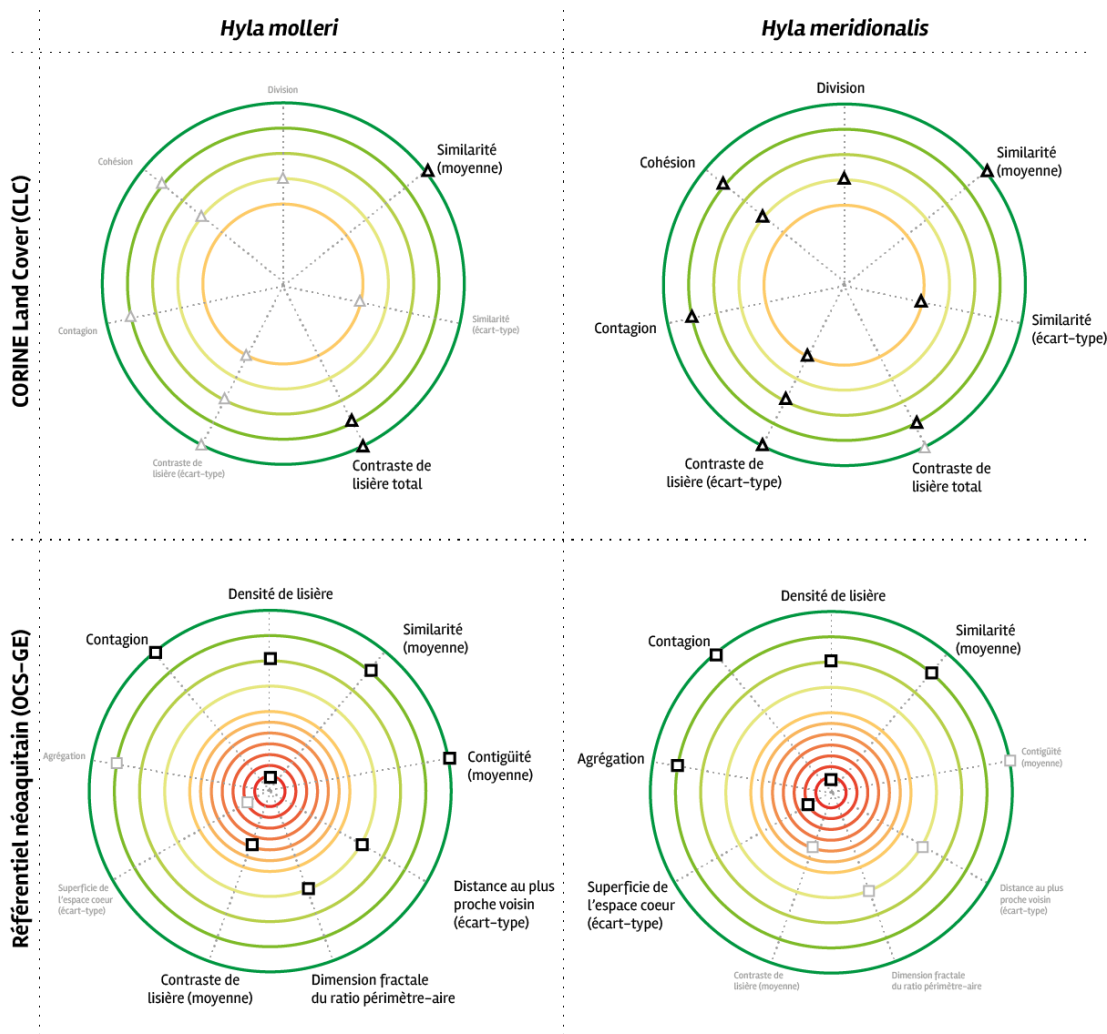 Hyla molleri
Hyla meridionalis
CORINE Land Cover (CLC)
Division
Similarité
(moyenne)
Cohésion
Similarité
(écart-type)
Contagion
Contraste de
lisière (écart-type)
Contraste de
lisière total
Division
Similarité
(moyenne)
Cohésion
Similarité
(écart-type)
Contagion
Contraste de
lisière (écart-type)
Contraste de
lisière total
Référentiel néoaquitain (OCS-GE)
Densité de lisière
Similarité
(moyenne)
Contagion
Contigüité
(moyenne)
Agrégation
Superficie de
l'espace coeur
(écart-type)
Distance au plus
proche voisin
(écart-type)
Contraste de
lisière (moyenne)
Dimension fractale
du ratio périmètre-aire
Densité de lisière
Similarité
(moyenne)
Contagion
Contigüité
(moyenne)
Agrégation
Superficie de
l'espace coeur
(écart-type)
Distance au plus
proche voisin
(écart-type)
Contraste de
lisière (moyenne)
Dimension fractale
du ratio périmètre-aire